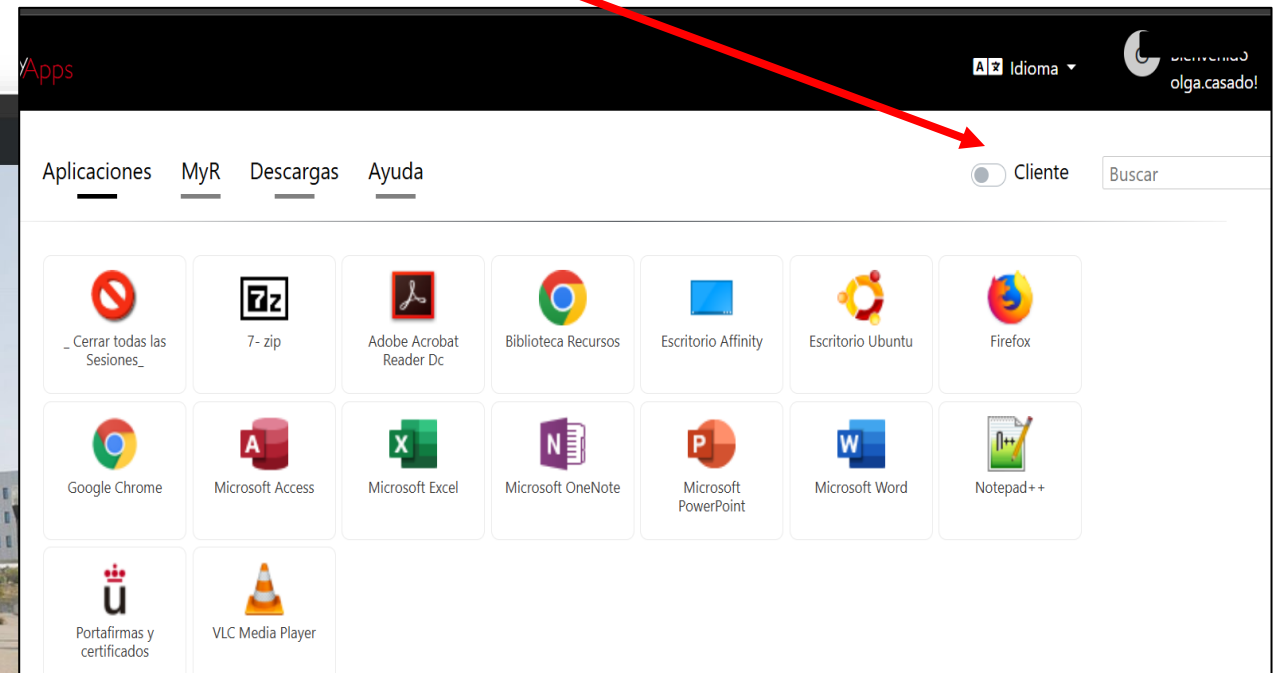 yApps
Idioma
olga.casado!
Aplicaciones MyR Descargas Ayuda
Cliente
Buscar
_ Cerrar todas las
Sesiones_
7- zip
Adobe Acrobat
Reader Dc
Biblioteca Recursos
Escritorio Affinity
Escritorio Ubuntu
Firefox
Google Chrome
Microsoft Access
Microsoft Excel
Microsoft OneNote
Microsoft
PowerPoint
Microsoft Word
Notepad++
Portafirmas y
certificados
VLC Media Player